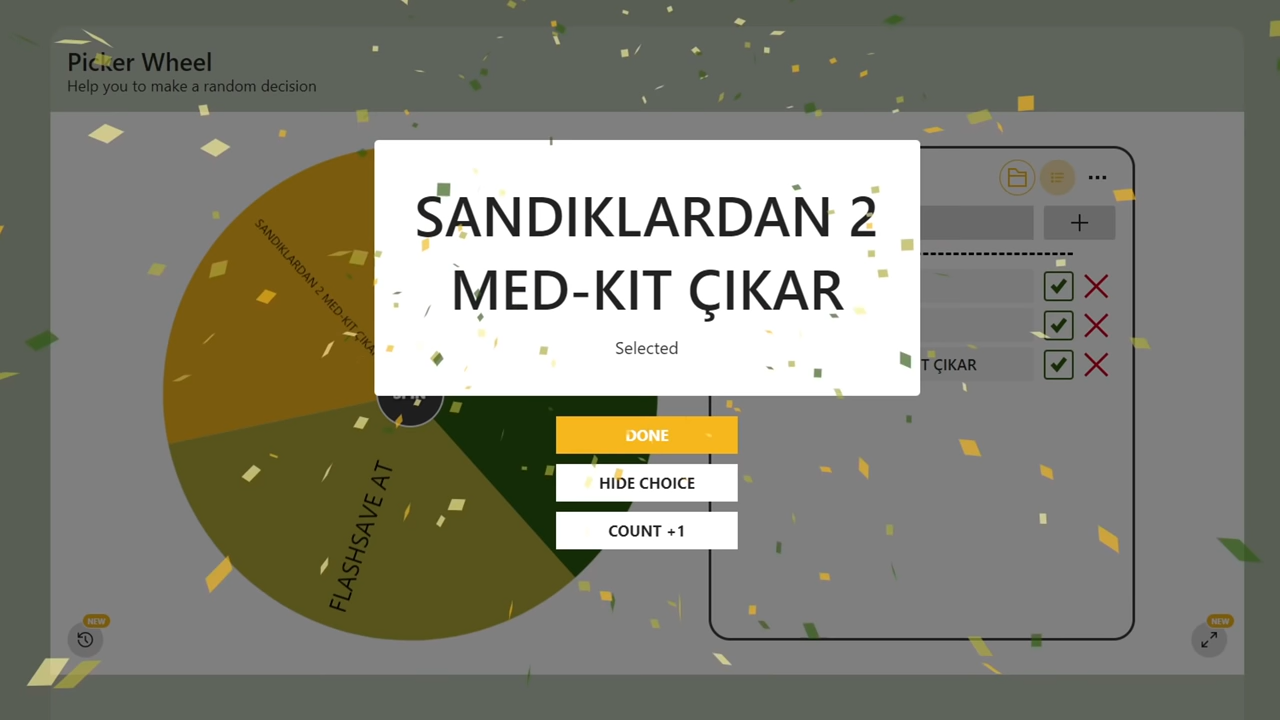 Picker Wheel
Help you to make a random decision
SANDIKLARDAN 2
MED-KIT ÇIKAR
Selected
DONE
HIDE CHOICE
COUNT +1
SANDIKLARDAN 2 MED-KIT ÇIKA
FLASHSAVE AT
T ÇIKAR
NEW
NEW